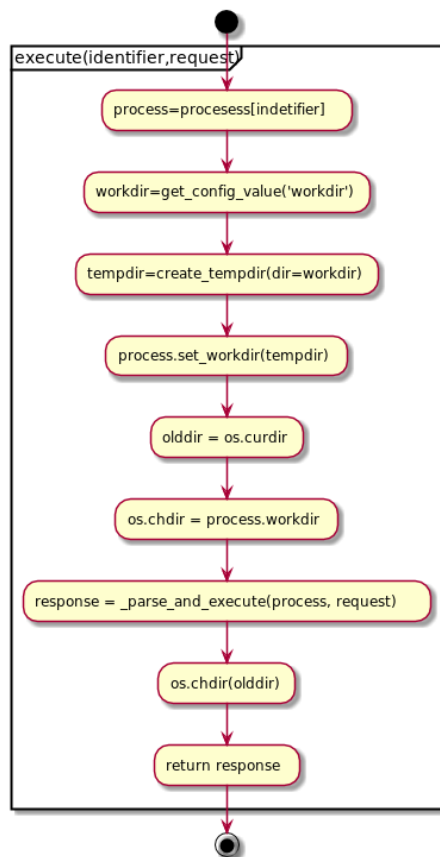 execute(identifier,request)
process=procesess[indetifier]
workdir=get_config_value('workdir')
tempdir=create_tempdir(dir=workdir)
process.set_workdir(tempdir)
olddir = os.curdir
os.chdir = process.workdir
response = _parse_and_execute(process, request)
os.chdir(olddir)
return response